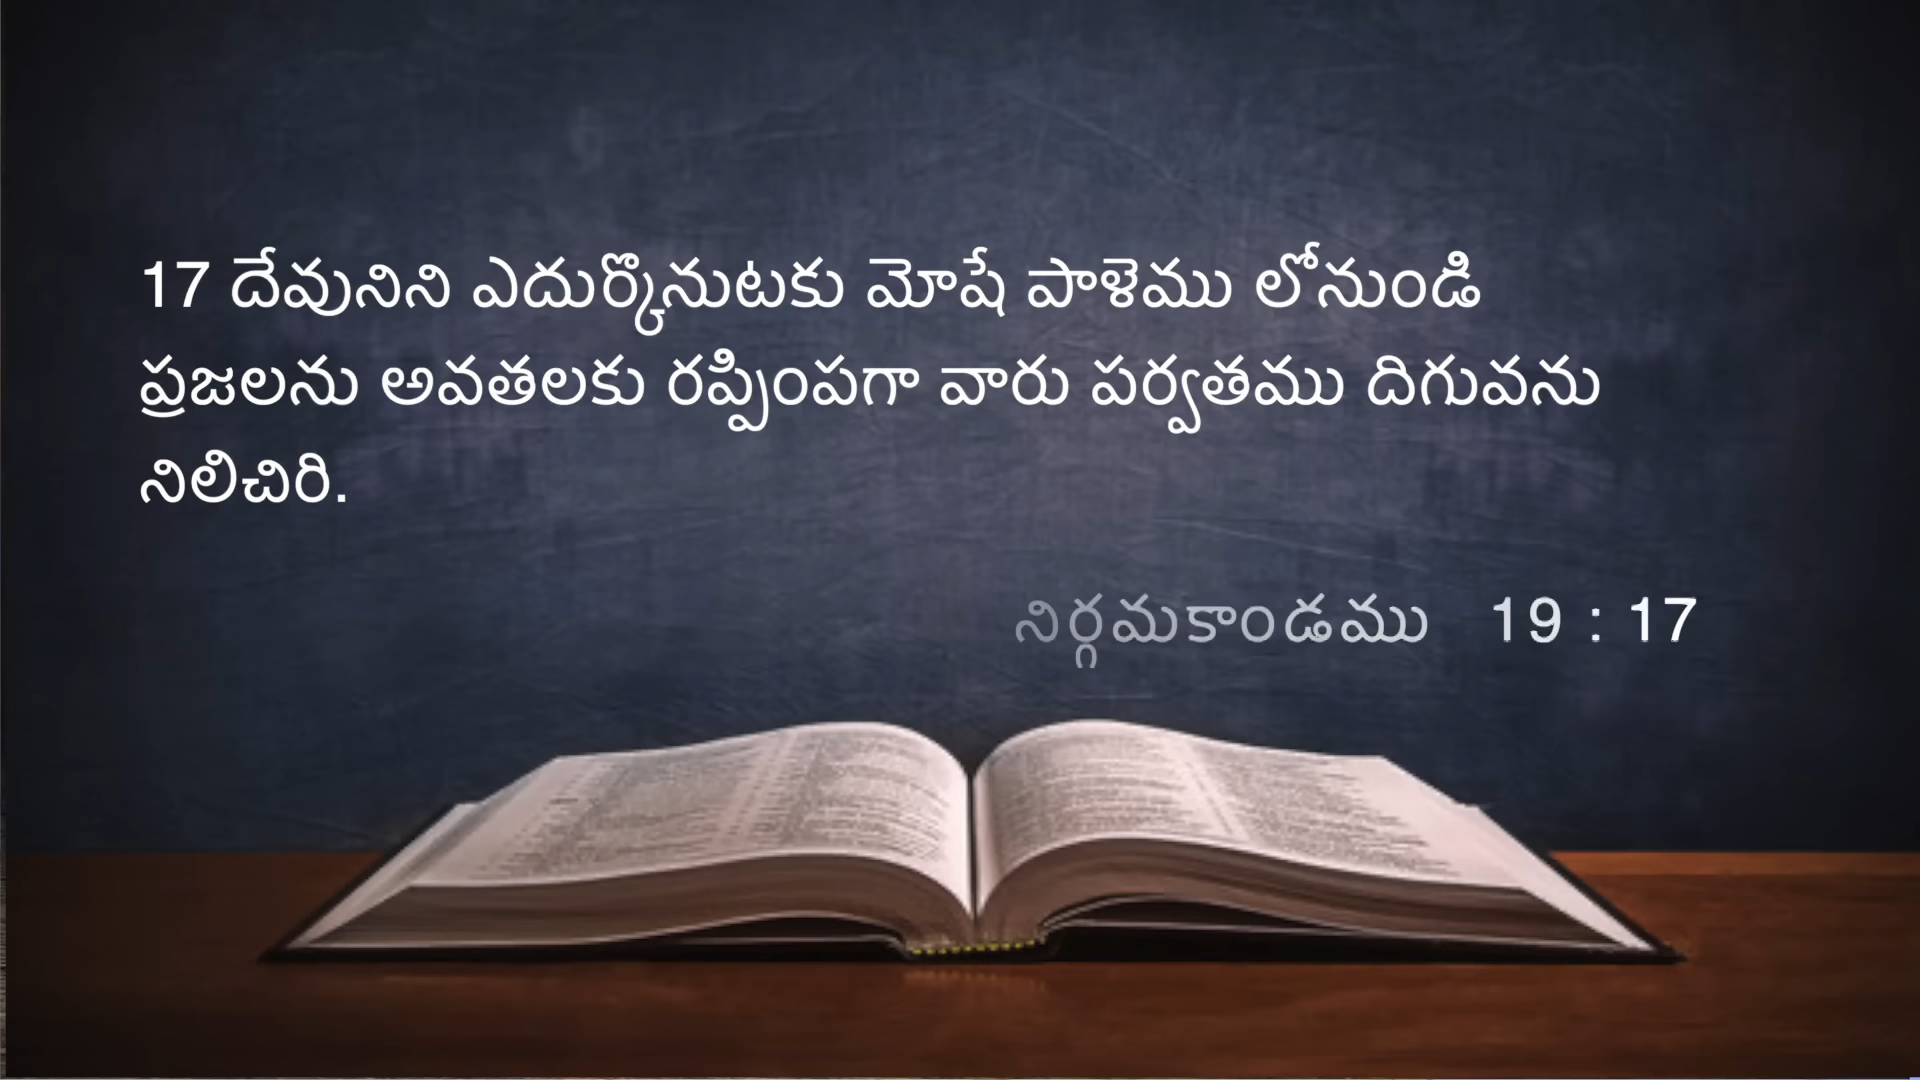 17 దేవునిని ఎదుర్కొనుటకు మోషే పాళెము లోనుండి
ప్రజలను అవతలకు రప్పింపగా వారు పర్వతము దిగువను
నిలిచిరి.
నిర్గమకాండము 19 : 17